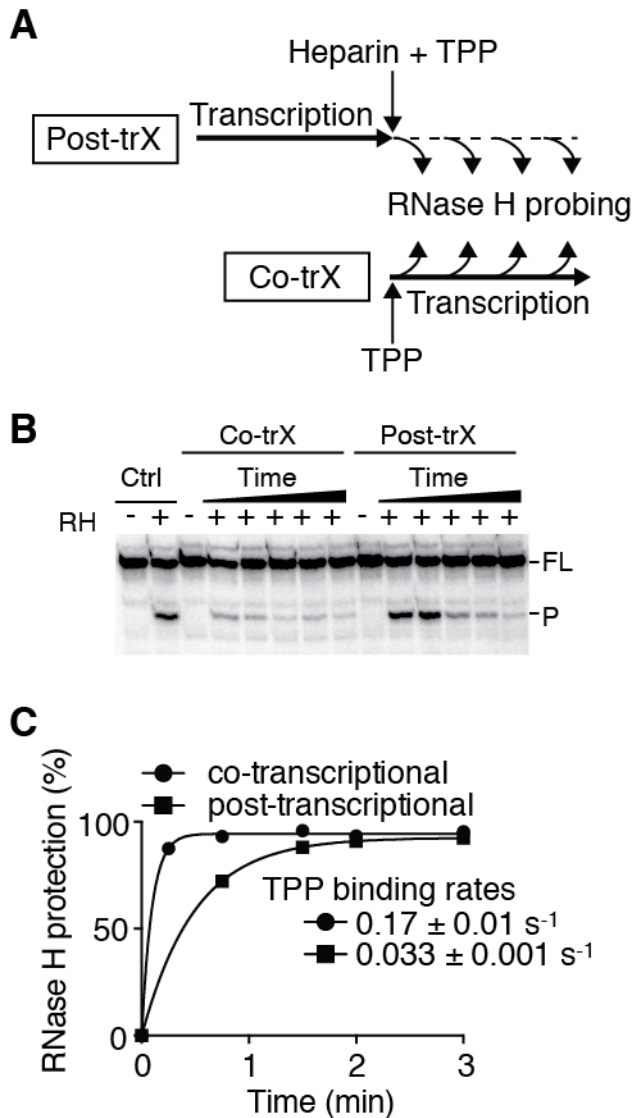 A
Heparin + TPP
Transcription
Post-trX
RNase H probing
Co-trX
Transcription
TPP
B
Co-trX Post-trX
Ctrl Time Time
RH - + - + + + + + - + + + + +
-FL
-P
C
co-transcriptional
post-transcriptional
RNase H protection (%)
100
50
0
TPP binding rates
0.17 ± 0.01 s-1
0.033 ± 0.001 s-1
0 1 2 3
Time (min)